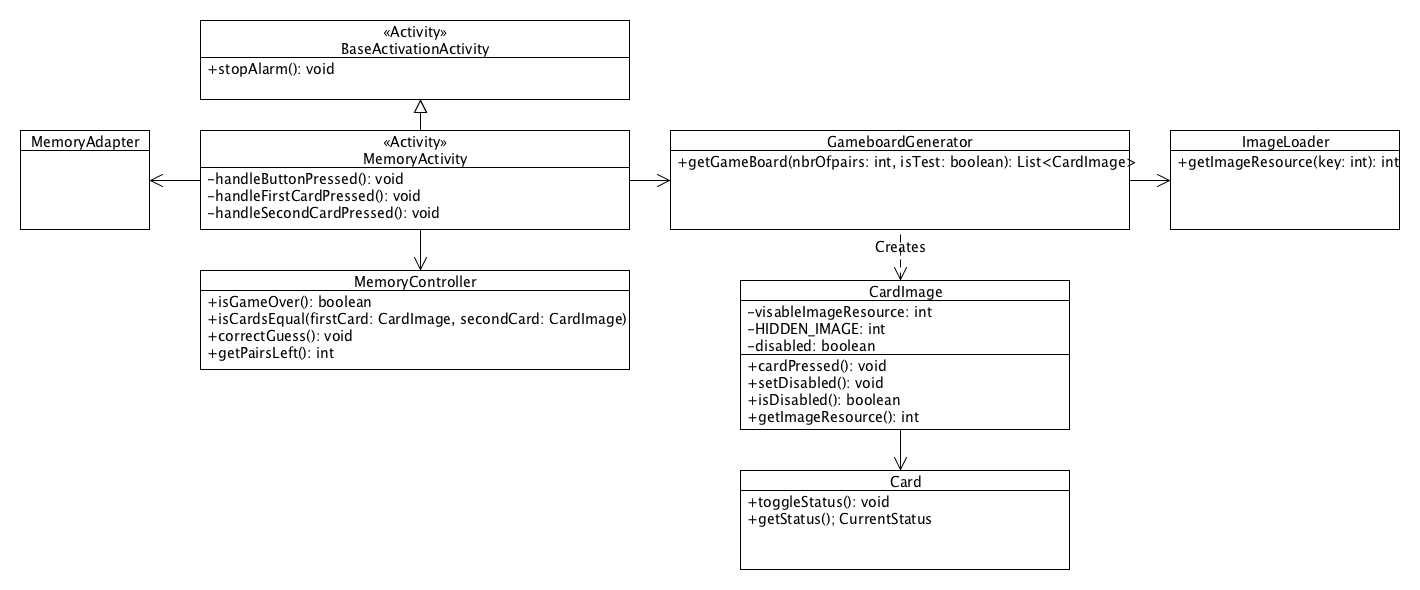 «Activity»
BaseActivationActivity
+stopAlarm(): void
MemoryAdapter
«Activity»
MemoryActivity
-handleButtonPressed(): void
-handleFirstCardPressed(): void
-handleSecondCardPressed(): void
GameboardGenerator
+getGameBoard(nbrOfpairs: int, isTest: boolean): List<CardImage>
ImageLoader
+getImageResource(key: int): int
Creates
MemoryController
+isGameOver(): boolean
+isCardsEqual(firstCard: CardImage, secondCard: CardImage)
+correctGuess(): void
+getPairsLeft(): int
CardImage
-visableImageResource: int
-HIDDEN_IMAGE: int
-disabled: boolean
+cardPressed(): void
+setDisabled(): void
+isDisabled(): boolean
+getImageResource(): int
Card
+toggleStatus(): void
+getStatus(); CurrentStatus